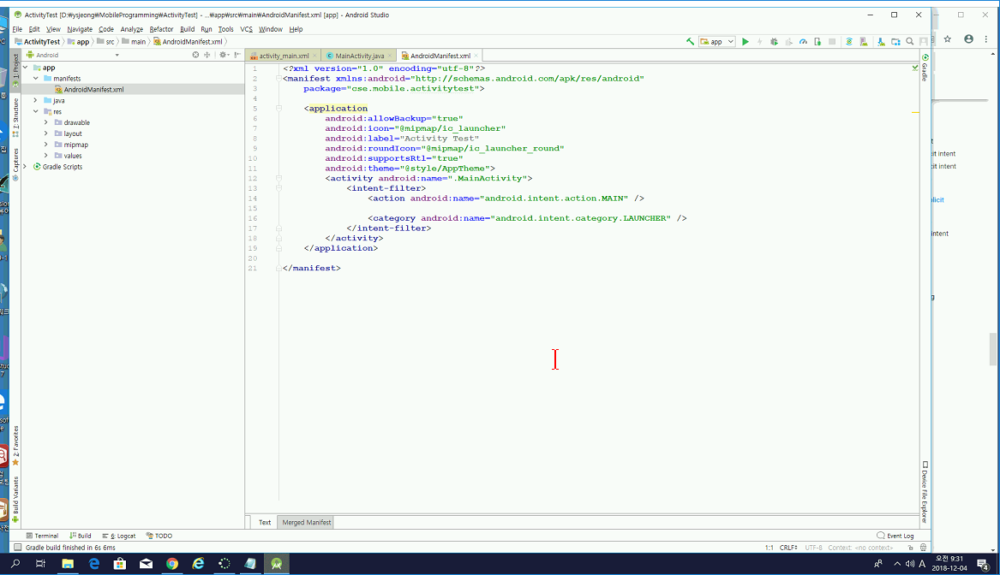 ActivityTest [D:₩ysjeong₩MobileProgramming₩ActivityTest] - ...₩app₩src₩main₩AndroidManifest.xml [app] - Android Studio
File Edit View Navigate Code Analyze Refactor Build Run Tools VCS Window Help
ActivityTest app src main AndroidManifest.xml
app
Android
activity_main.xml MainActivity.java AndroidManifest.xml
1: Project
Z: Structure
Captures
2: Favorites
Build Variants
app
manifests
AndroidManifest.xml
java
res
drawable
layout
mipmap
values
Gradle Scripts
1 <?xml version="1.0" encoding="utf-8"?>
2 <manifest xmlns:android="http://schemas.android.com/apk/res/android"
3 package="cse.mobile.activitytest">
4
5 <application
6 android:allowBackup="true"
7 android:icon="@mipmap/ic_launcher"
8 android:label="Activity Test"
9 android:roundIcon="@mipmap/ic_launcher_round"
10 android:supportsRtl="true"
11 android:theme="@style/AppTheme">
12 <activity android:name=".MainActivity">
13 <intent-filter>
14 <action android:name="android.intent.action.MAIN" />
15
16 <category android:name="android.intent.category.LAUNCHER" />
17 </intent-filter>
18 </activity>
19 </application>
20
21 </manifest>
Gradle
Device File Explorer
intent
intent
intent
Text Merged Manifest
Terminal Build 6: Logcat TODO
Event Log
Gradle build finished in 6s 6ms
1:1 CRLF UTF-8 Context: <no context>
A
오전 9:31
2018-12-04
4